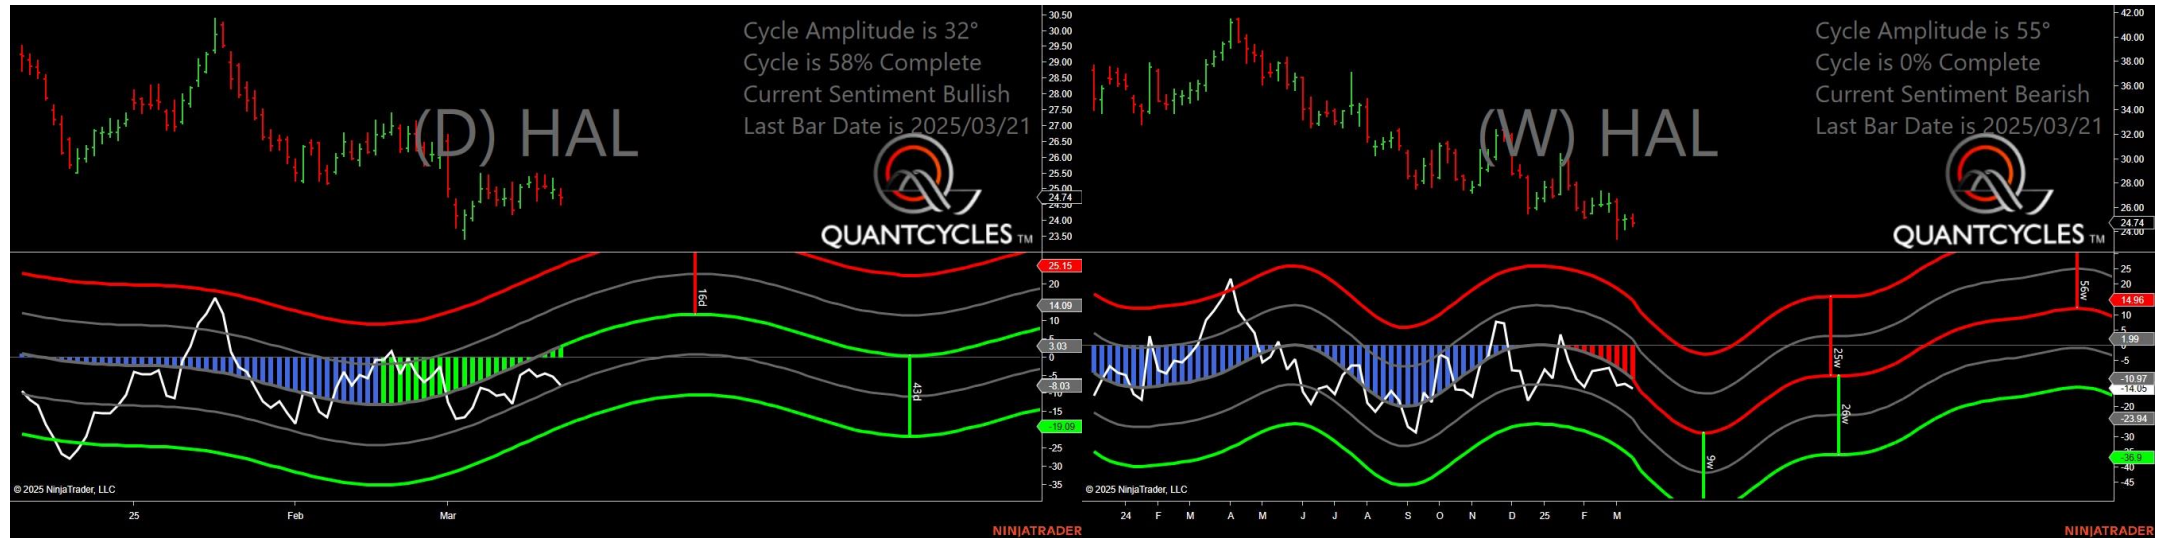 Cycle Amplitude is 32°
Cycle is 58% Complete
Current Sentiment Bullish
Last Bar Date is 2025/03/21
(D) HAL
QUANTCYCLES TM
30.50
30.00
29.50
29.00
28.50
28.00
27.50
27.00
26.50
26.00
25.50
25.00
24.74
24.50
24.00
23.50
25.15
20
14.09
10
5
3.03
0
-5
-8.03
-10
-15
-19.09
-25
-30
-35
16d
43d
© 2025 NinjaTrader, LLC
25
Feb
Mar
NINJATRADER
Cycle Amplitude is 55°
Cycle is 0% Complete
Current Sentiment Bearish
Last Bar Date is 2025/03/21
(W) HAL
QUANTCYCLES TM
42.00
40.00
38.00
36.00
34.00
32.00
30.00
28.00
26.00
24.74
24.00
25
20
14.96
10
5
1.99
-5
-10.97
-14.05
-20
-23.94
-30
-36.9
-40
-45
9w
25w
26w
56w
© 2025 NinjaTrader, LLC
24 F M A M J J A S O N D 25 F M
NINJATRADER